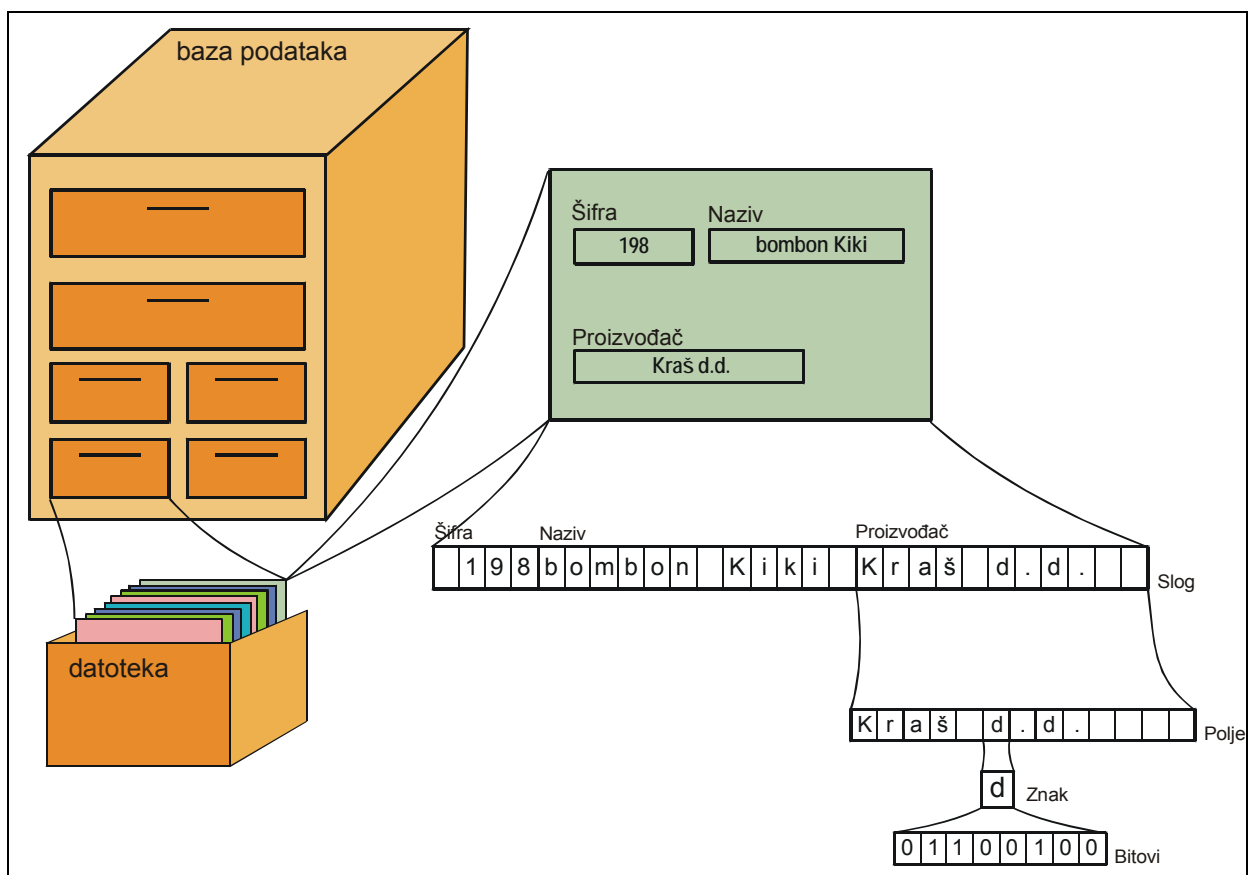 baza podataka
Šifra Naziv
198 bombon Kiki
Proizvođač
Kraš d.d.
Šifra Naziv Proizvođač
198bombon Kiki Kraš d.d.
Slog
datoteka
Kraš d.d.
Polje
d
Znak
01100100
Bitovi